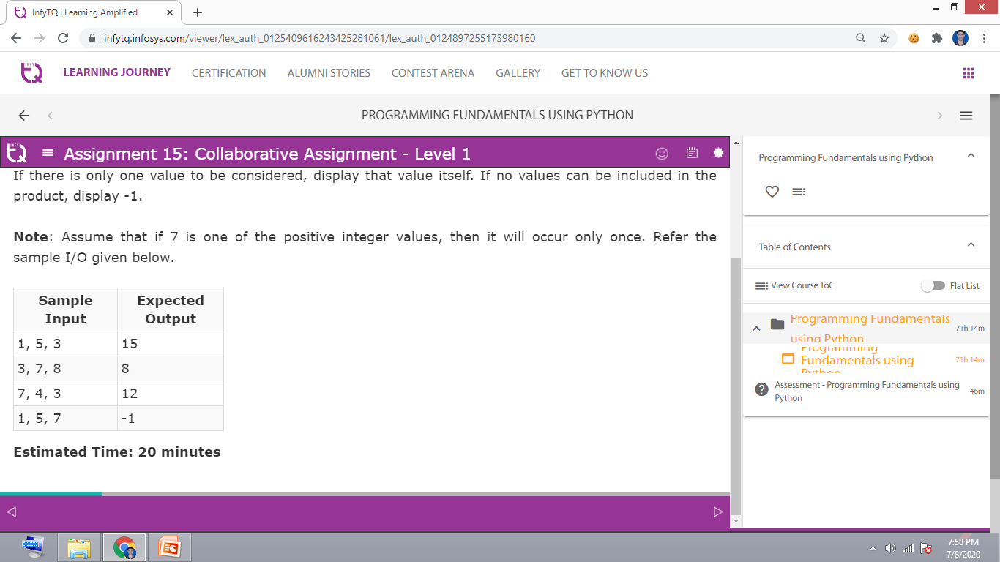 InfyTQ : Learning Amplified
infytq.infosys.com/viewer/lex_auth_0125409616243425281061/lex_auth_0124897255173980160
INFY
TQ
LEARNING JOURNEY
CERTIFICATION
ALUMNI STORIES
CONTEST ARENA
GALLERY
GET TO KNOW US
PROGRAMMING FUNDAMENTALS USING PYTHON
Assignment 15: Collaborative Assignment - Level 1
If there is only one value to be considered, display that value itself. If no values can be included in the
product, display -1.
Note: Assume that if 7 is one of the positive integer values, then it will occur only once. Refer the
sample I/O given below.
Sample Input
Expected Output
1, 5, 3
15
3, 7, 8
8
7, 4, 3
12
1, 5, 7
-1
Estimated Time: 20 minutes
Programming Fundamentals using Python
Table of Contents
View Course ToC
Flat List
Programming Fundamentals
using Python
71h 14m
Programming
Fundamentals using
Python
71h 14m
Assessment - Programming Fundamentals using
Python
46m
7:58 PM
7/8/2020